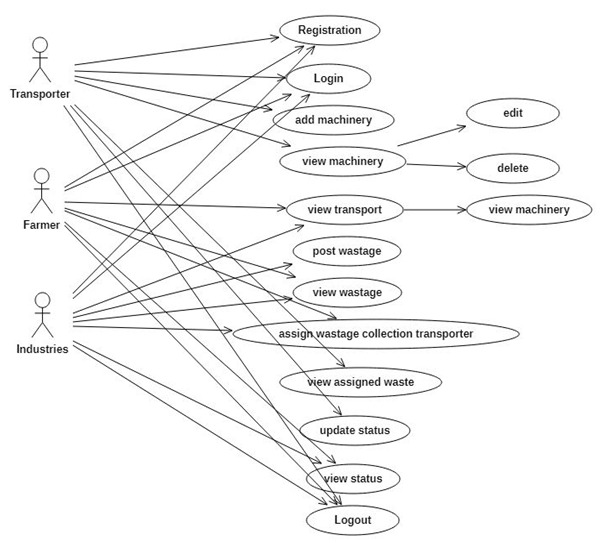 Registration
Transporter
Login
add machinery
edit
view machinery
delete
Farmer
view transport
view machinery
post wastage
view wastage
Industries
assign wastage collection transporter
view assigned waste
update status
view status
Logout